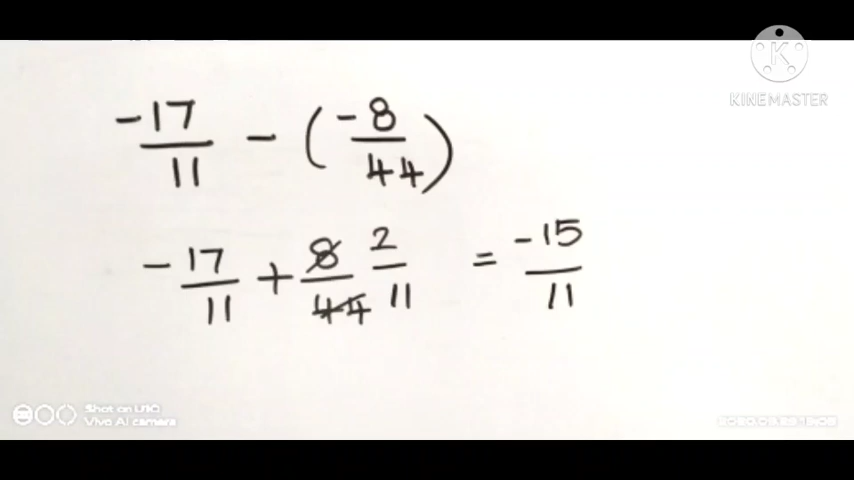 KINEMASTER
-17/11 - (-8/44)
-17/11 + 8/44 2/11 = -15/11
Shot on U10
Vivo AI camera